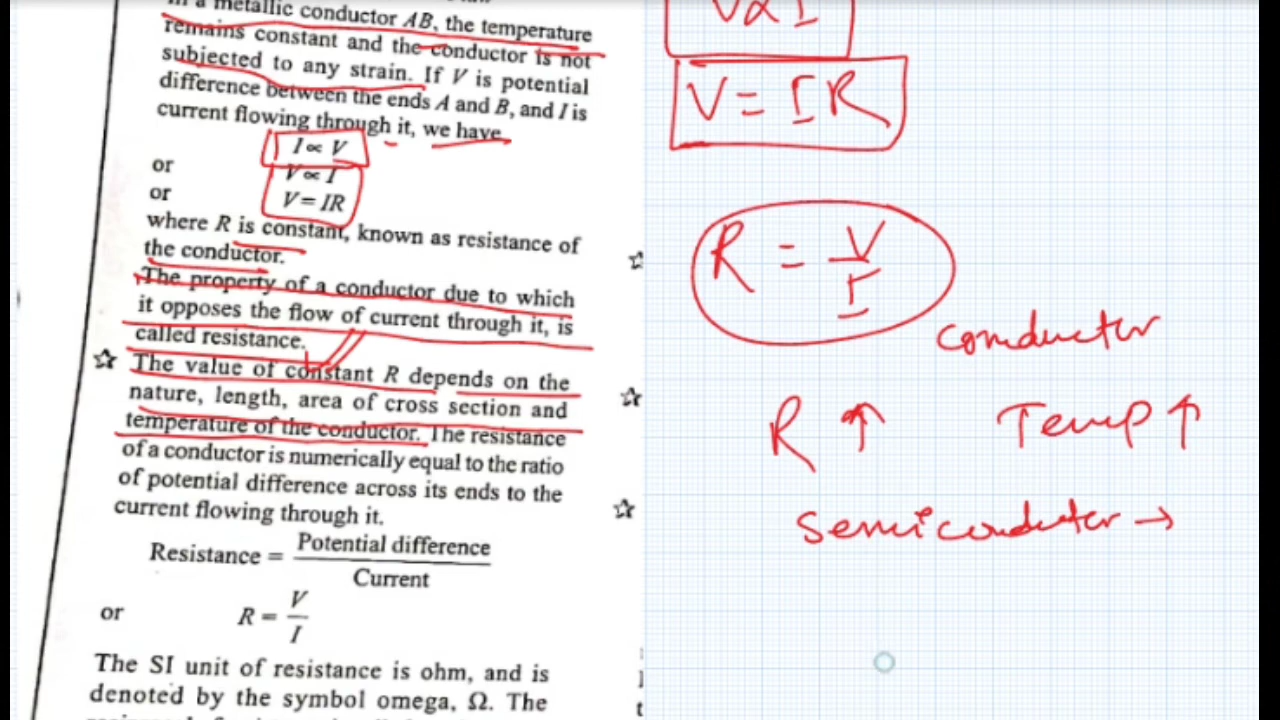 in a metallic conductor AB, the temperature
remains constant and the conductor is not
subjected to any strain. If V is potential
difference between the ends A and B, and I is
current flowing through it, we have
I ∝ V
or V ∝ I
or V = IR
where R is constant, known as resistance of
the conductor.
The property of a conductor due to which
it opposes the flow of current through it, is
called resistance.
☆ The value of constant R depends on the
nature, length, area of cross section and
temperature of the conductor. The resistance
of a conductor is numerically equal to the ratio
of potential difference across its ends to the
current flowing through it.
Resistance = Potential difference
Current
or R = V
I
The SI unit of resistance is ohm, and is
denoted by the symbol omega, Ω. The
V ∝ I
V = IR
R = V
I
conductor
R ↑ Temp ↑
Semiconductor →